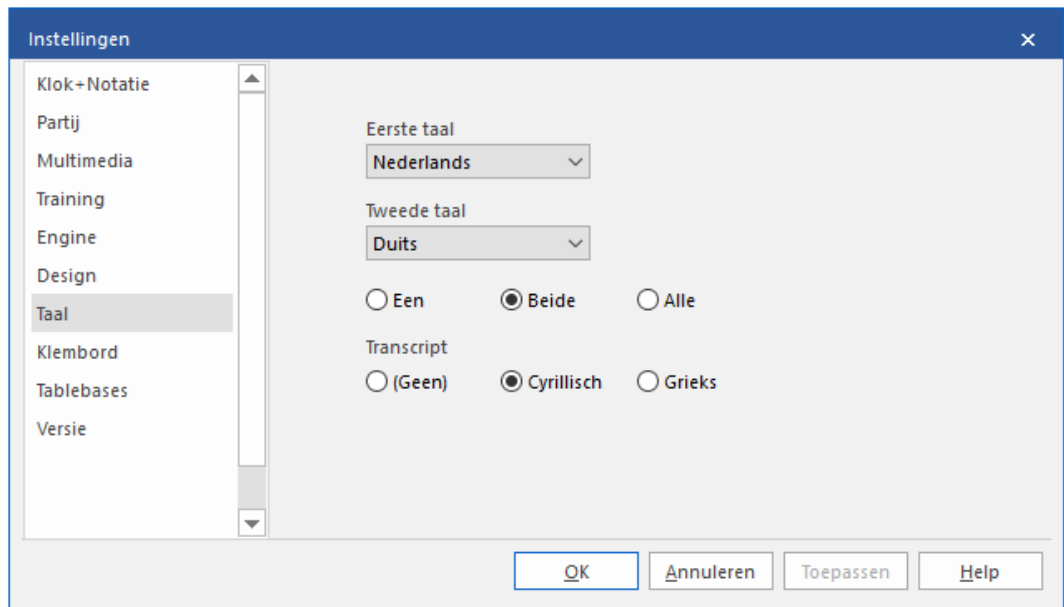 Instellingen
Klok+Notatie
Partij
Multimedia
Training
Engine
Design
Taal
Klembord
Tablebases
Versie
Eerste taal
Nederlands
Tweede taal
Duits
Een Beide Alle
Transcript
(Geen) Cyrillisch Grieks
OK Annuleren Toepassen Help